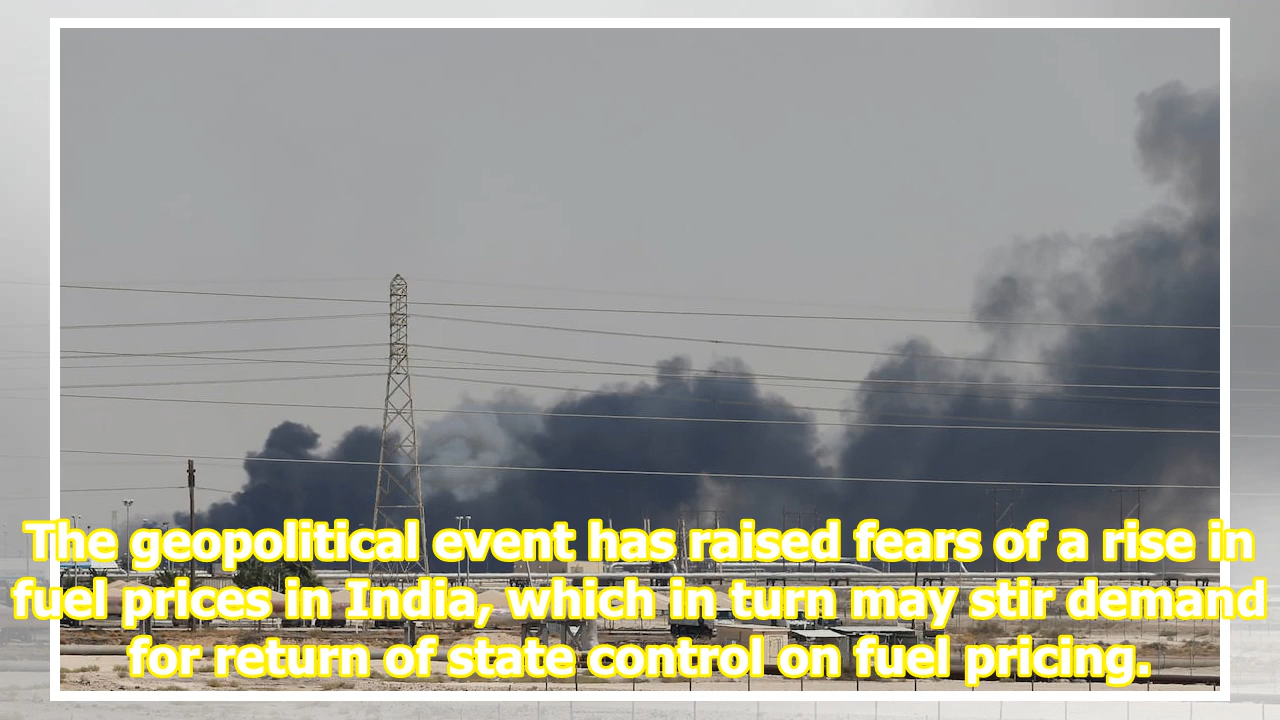 The geopolitical event has raised fears of a rise in
fuel prices in India, which in turn may stir demand
for return of state control on fuel pricing.